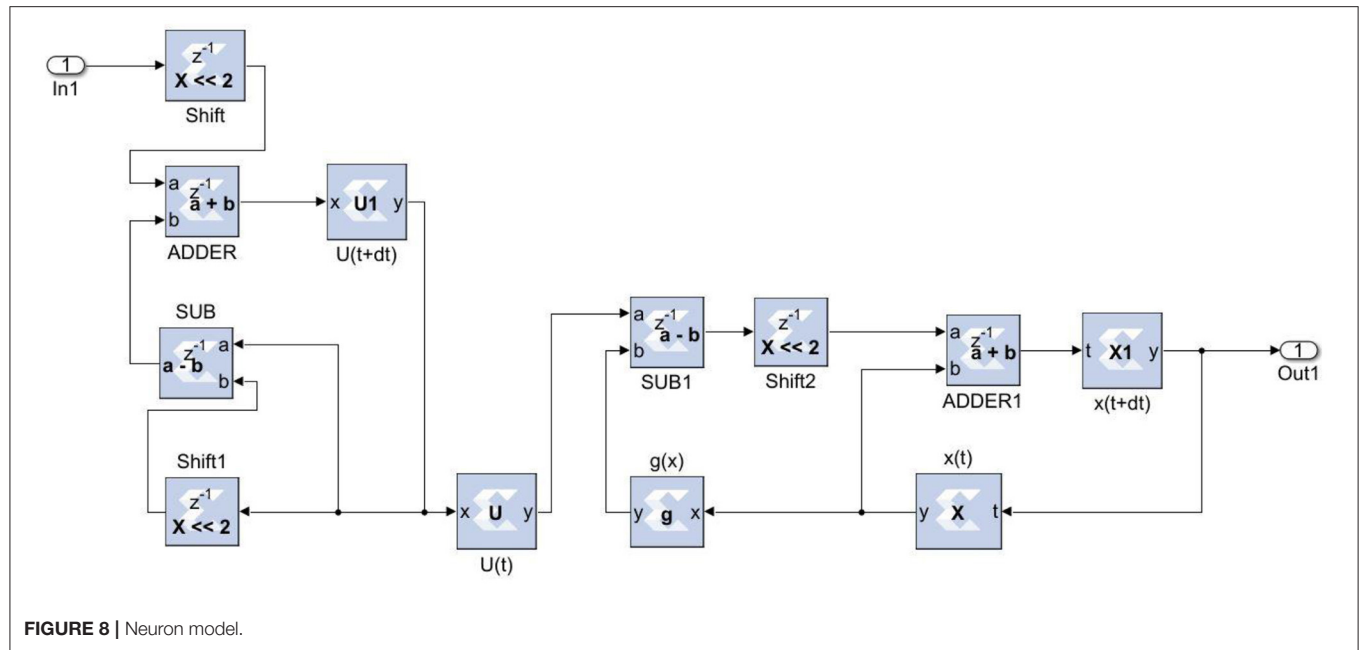 1
In1
z-1
X << 2
Shift
a
b
z-1
a + b
ADDER
x U1 y
U(t+dt)
SUB
z-1
a - b
a
b
Shift1
z-1
X << 2
x U y
U(t)
a
b
z-1
a - b
SUB1
z-1
X << 2
Shift2
a
b
z-1
a + b
ADDER1
t X1 y
x(t+dt)
1
Out1
g(x)
y g x
x(t)
y X t
FIGURE 8 | Neuron model.